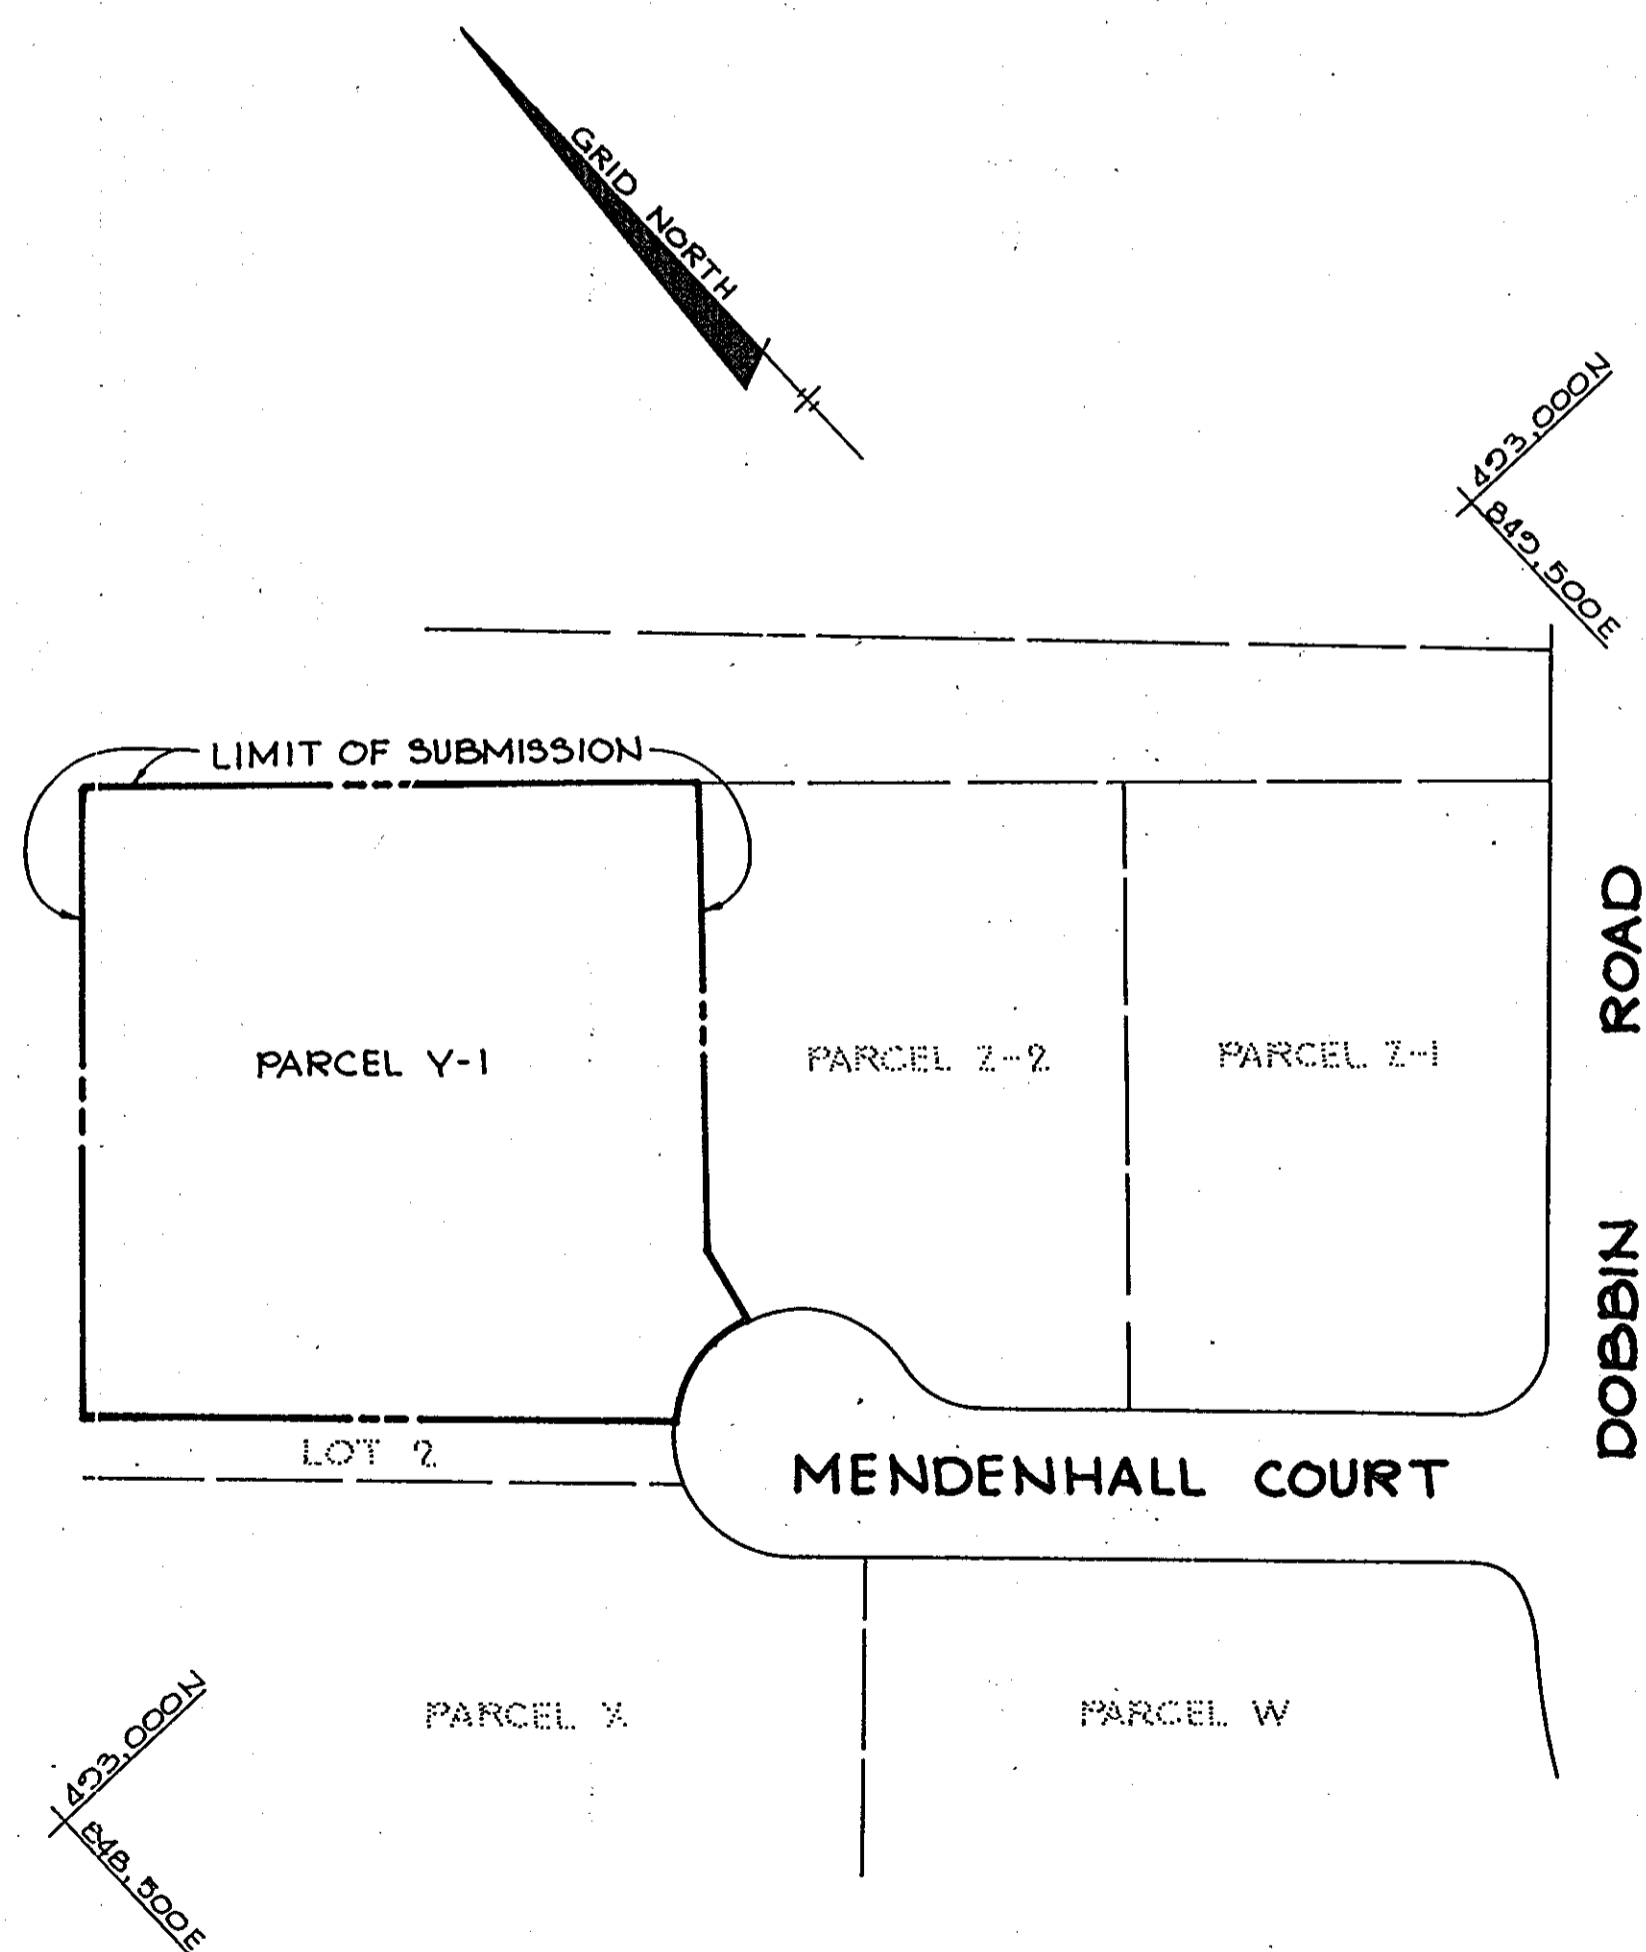 GRID NORTH
493,000N
849,500E
LIMIT OF SUBMISSION
PARCEL Y-1
PARCEL Z-2
PARCEL Z-1
DOBBIN ROAD
LOT 2
MENDENHALL COURT
PARCEL X
PARCEL W
493,000N
848,500E